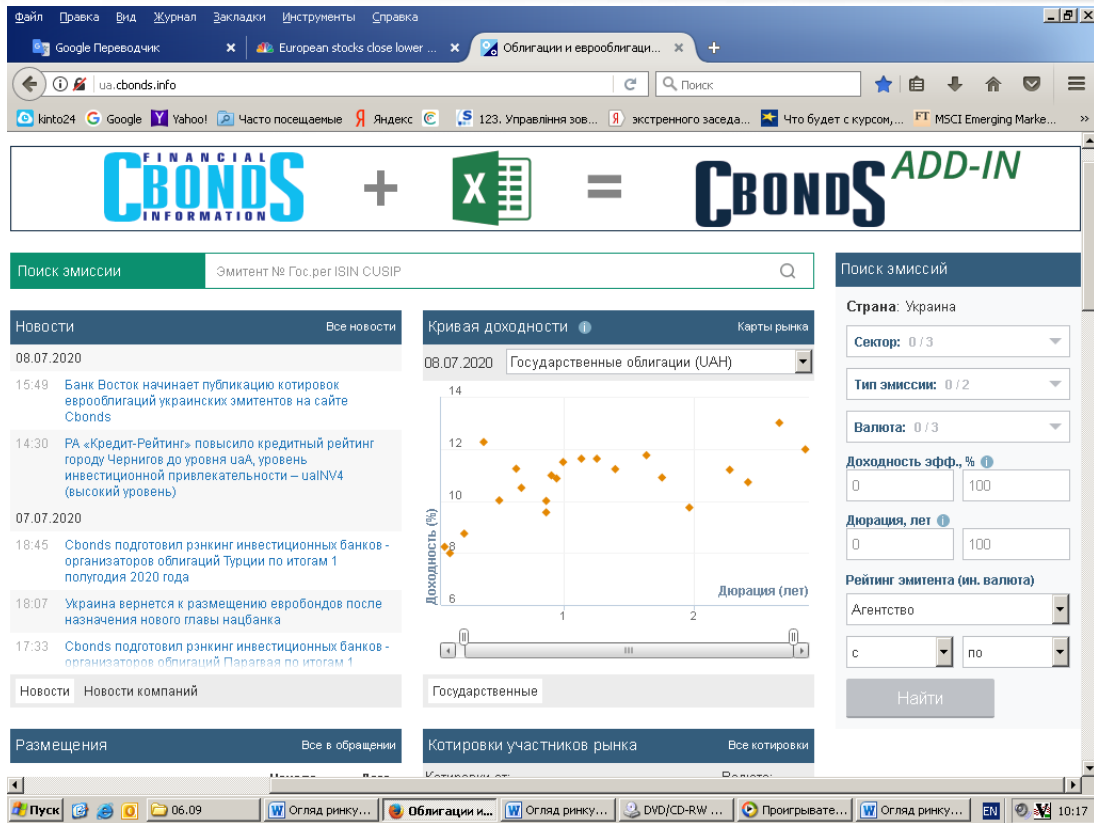 Файл Правка Вид Журнал Закладки Инструменты Справка
Google Переводчик
European stocks close lower ...
Облигации и еврооблигаци...
ua.cbonds.info
Поиск
kinto24 Google Yahoo! Часто посещаемые Яндекс 123. Управління зов... экстренного заседа... Что будет с курсом,... FT MSCI Emerging Marke...
FINANCIAL
CBONDS
INFORMATION
+
X
=
CBONDS ADD-IN
Поиск эмиссии
Эмитент № Гос.рег ISIN CUSIP
Новости Все новости
08.07.2020
15:49 Банк Восток начинает публикацию котировок
еврооблигаций украинских эмитентов на сайте
Cbonds
14:30 РА «Кредит-Рейтинг» повысило кредитный рейтинг
городу Чернигов до уровня uaA, уровень
инвестиционной привлекательности – uaINV4
(высокий уровень)
07.07.2020
18:45 Cbonds подготовил рэнкинг инвестиционных банков -
организаторов облигаций Турции по итогам 1
полугодия 2020 года
18:07 Украина вернется к размещению евробондов после
назначения нового главы нацбанка
17:33 Cbonds подготовил рэнкинг инвестиционных банков -
организаторов облигаций Парагвая по итогам 1
Новости Новости компаний
Кривая доходности Карты рынка
08.07.2020 Государственные облигации (UAH)
14
12
10
8
6
Доходность (%)
Дюрация (лет)
1
2
Государственные
Поиск эмиссий
Страна: Украина
Сектор: 0 / 3
Тип эмиссии: 0 / 2
Валюта: 0 / 3
Доходность эфф., %
0 100
Дюрация, лет
0 100
Рейтинг эмитента (ин. валюта)
Агентство
с по
Найти
Размещения Все в обращении
Котировки участников рынка Все котировки
Пуск 06.09 Огляд ринку... Облигации и... Огляд ринку... DVD/CD-RW ... Проигрывате... Огляд ринку... EN 10:17